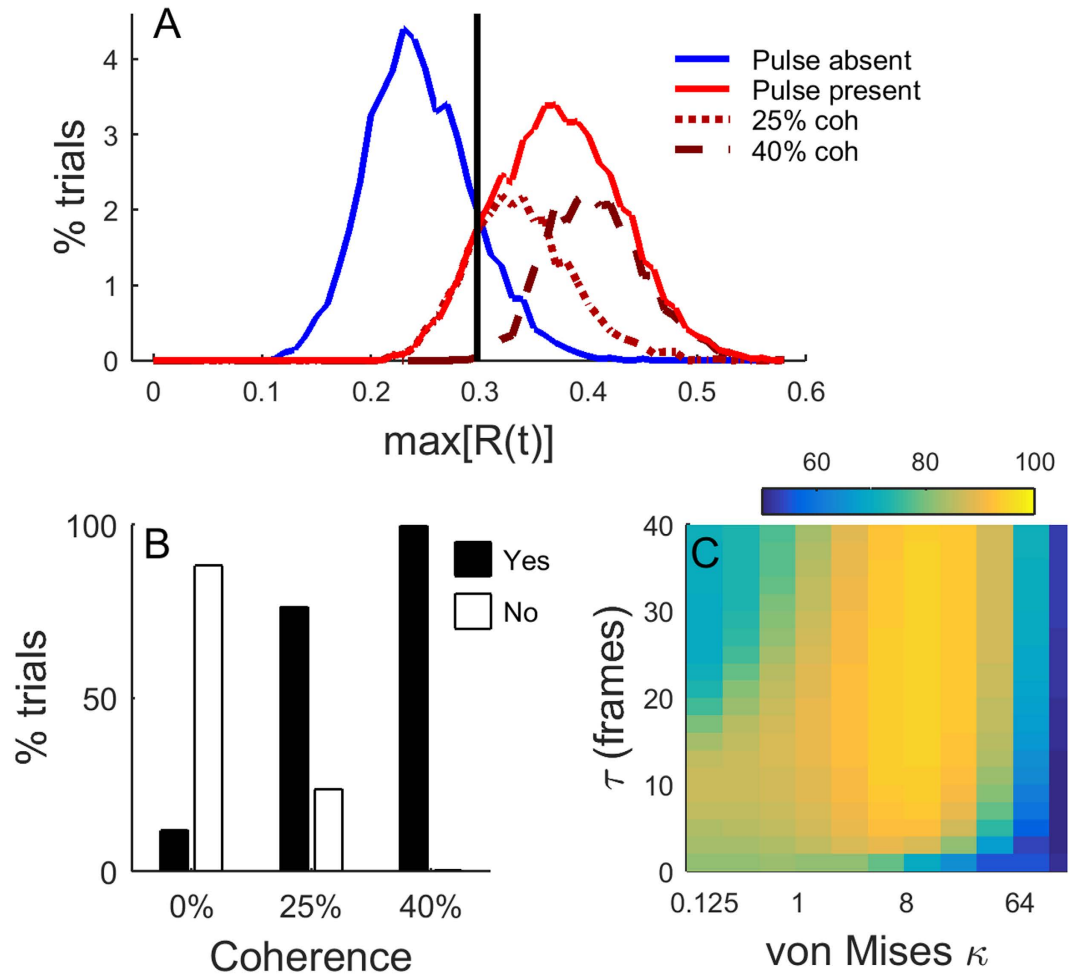 A
% trials
4
3
2
1
0
0
0.1
0.2
0.3
0.4
0.5
0.6
max[R(t)]
Pulse absent
Pulse present
25% coh
40% coh
B
% trials
100
50
0
0%
25%
40%
Coherence
Yes
No
60
80
100
C
τ (frames)
40
30
20
10
0
0.125
1
8
64
von Mises κ